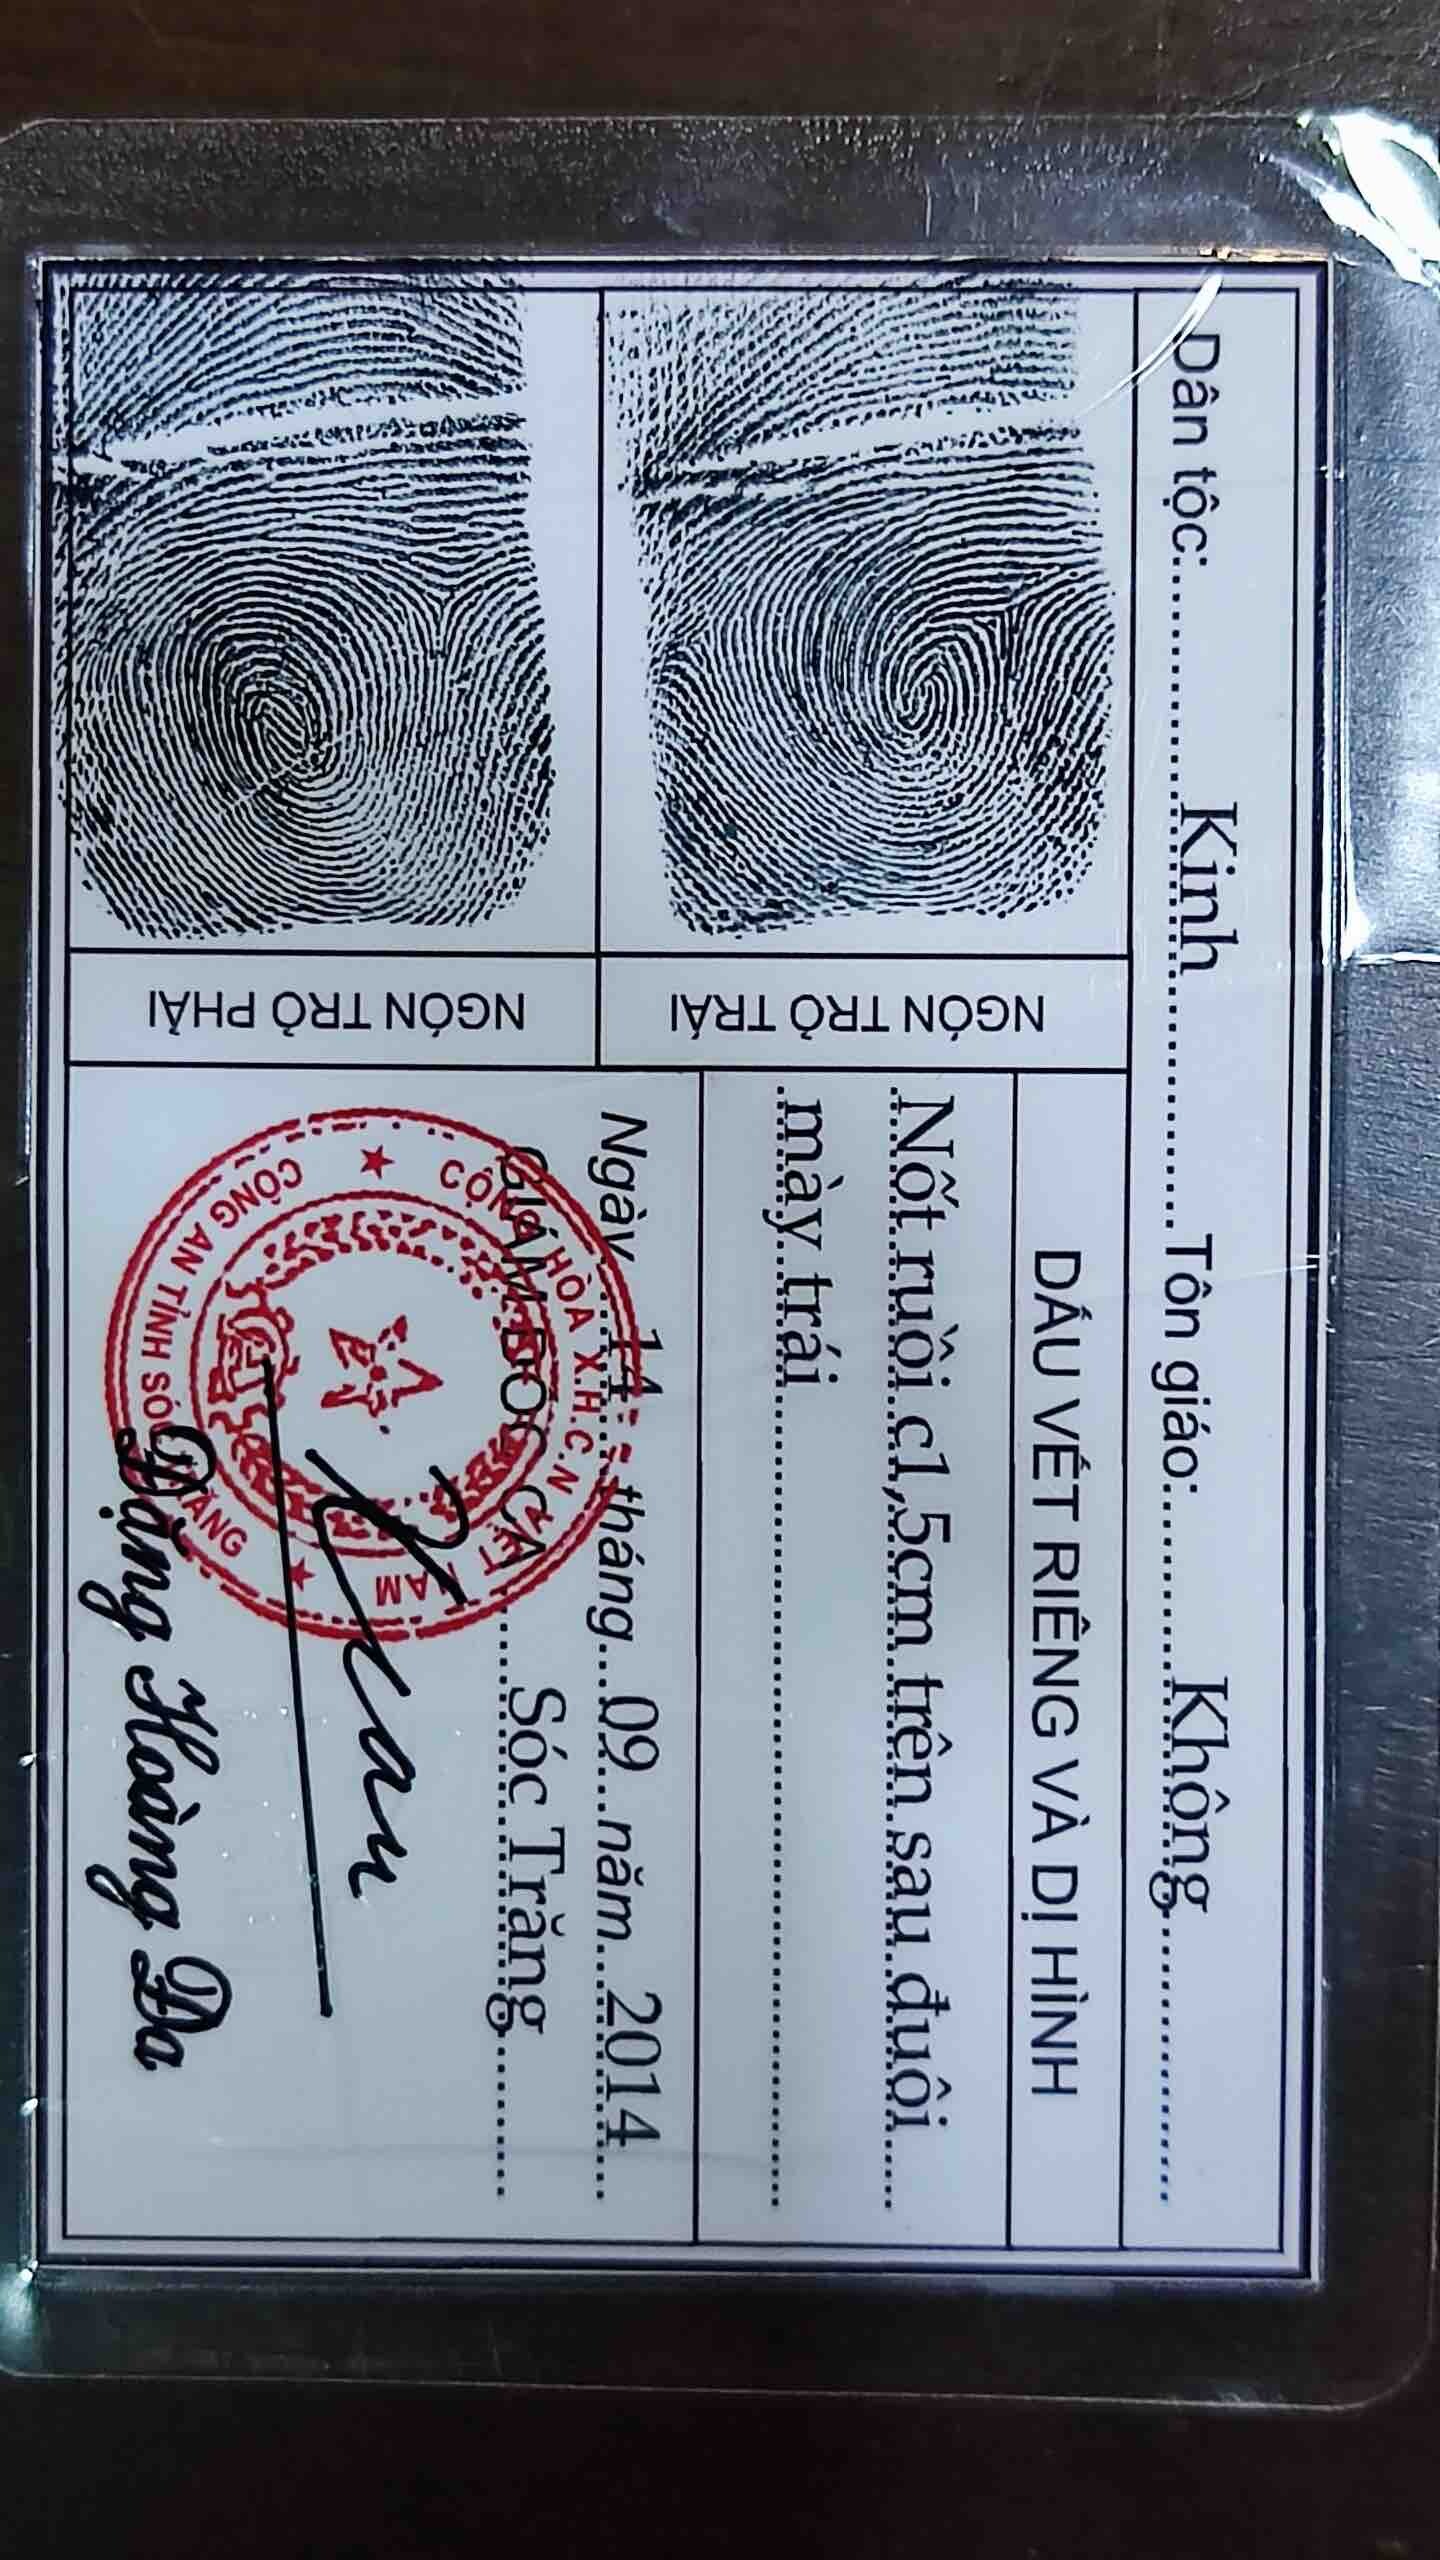 Dân tộc:........Kinh........Tôn giáo:........Không........
NGÓN TRỎ TRÁI
NGÓN TRỎ PHẢI
DẤU VẾT RIÊNG VÀ DỊ HÌNH
Nốt ruồi c1,5cm trên sau đuôi
mày trái
Ngày...14...tháng...09...năm...2014
GIÁM ĐỐC CA........Sóc Trăng........
CỘNG HÒA X.H.C.N VIỆT NAM
CÔNG AN TỈNH SÓC TRĂNG
Đặng Hoàng Đa